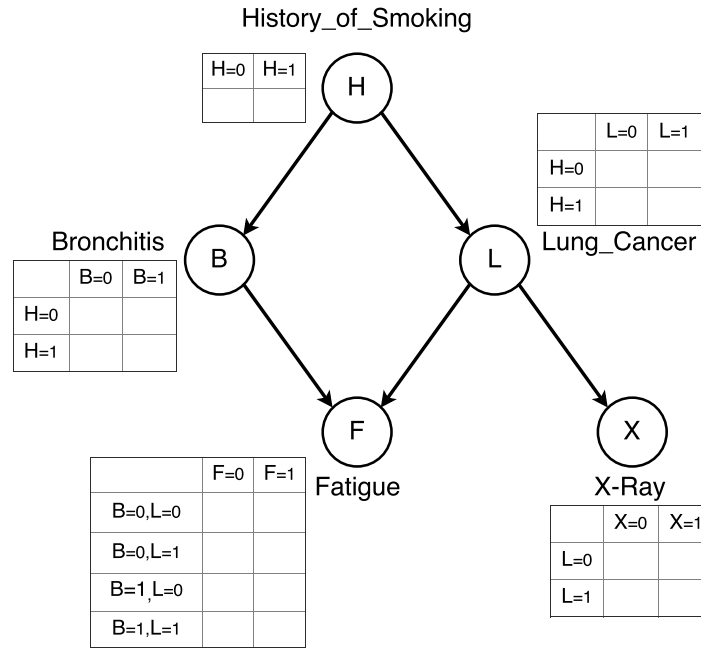 History_of_Smoking
H=0 H=1
H
L=0 L=1
H=0
H=1
Bronchitis
B
L
Lung_Cancer
B=0 B=1
H=0
H=1
F
X
F=0 F=1
Fatigue
X-Ray
B=0,L=0
B=0,L=1
B=1,L=0
B=1,L=1
X=0 X=1
L=0
L=1